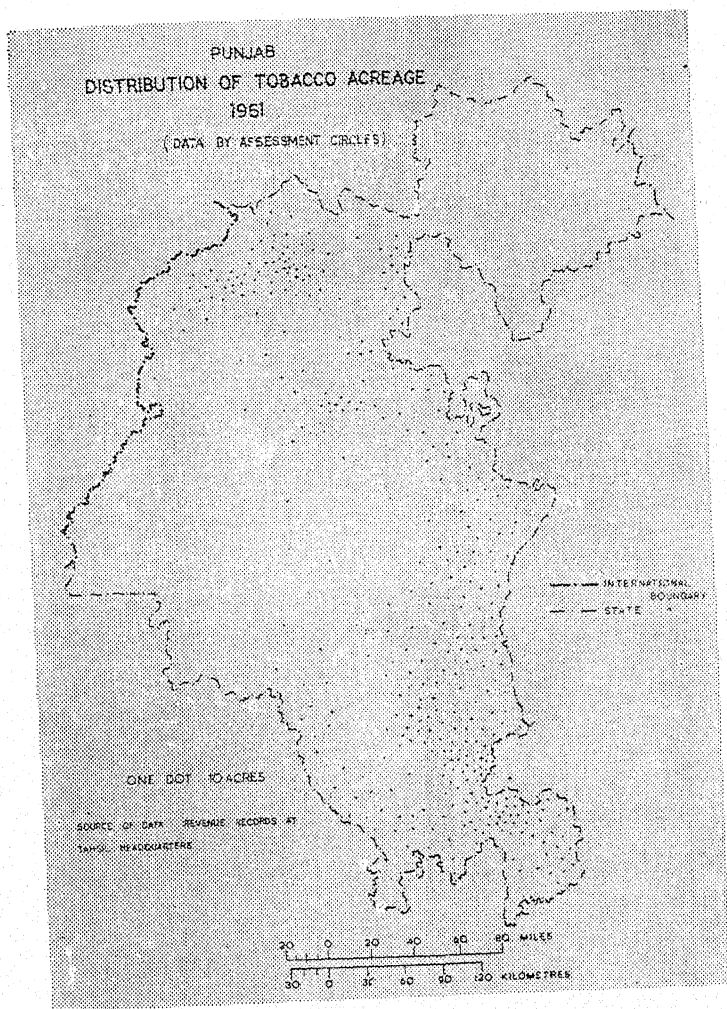 PUNJAB
DISTRIBUTION OF TOBACCO ACREAGE
1951
(DATA BY ASSESSMENT CIRCLES)
INTERNATIONAL
BOUNDARY
STATE "
ONE DOT 10 ACRES
SOURCE OF DATA REVENUE RECORDS AT
TAHSIL HEADQUARTERS
20 0 20 40 60 80 MILES
30 0 30 60 90 120 KILOMETRES